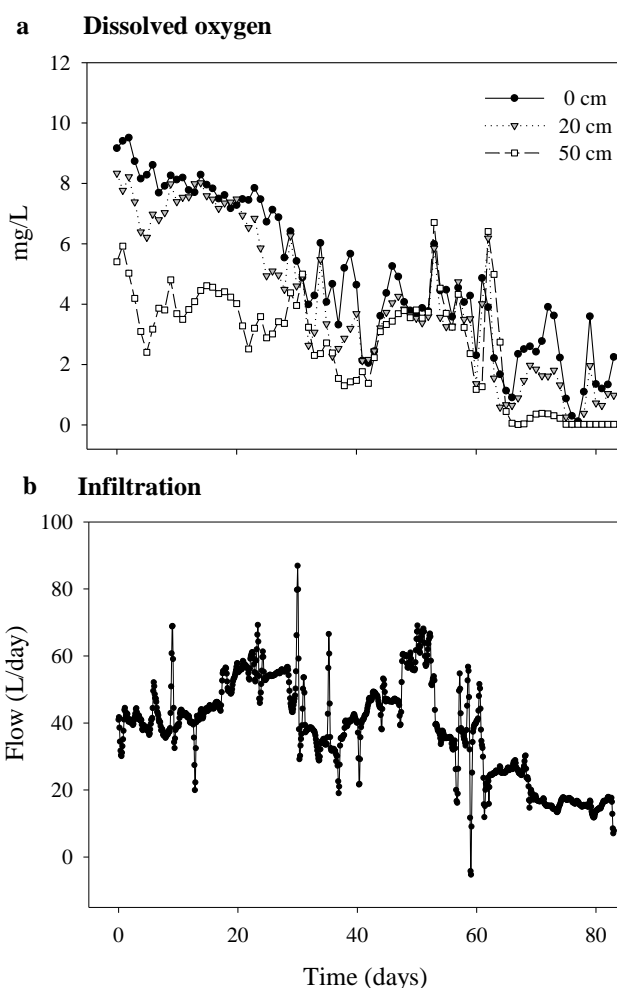 a Dissolved oxygen
12
10
8
6
4
2
0
mg/L
0 cm
20 cm
50 cm
b Infiltration
100
80
60
40
20
0
Flow (L/day)
0 20 40 60 80
Time (days)